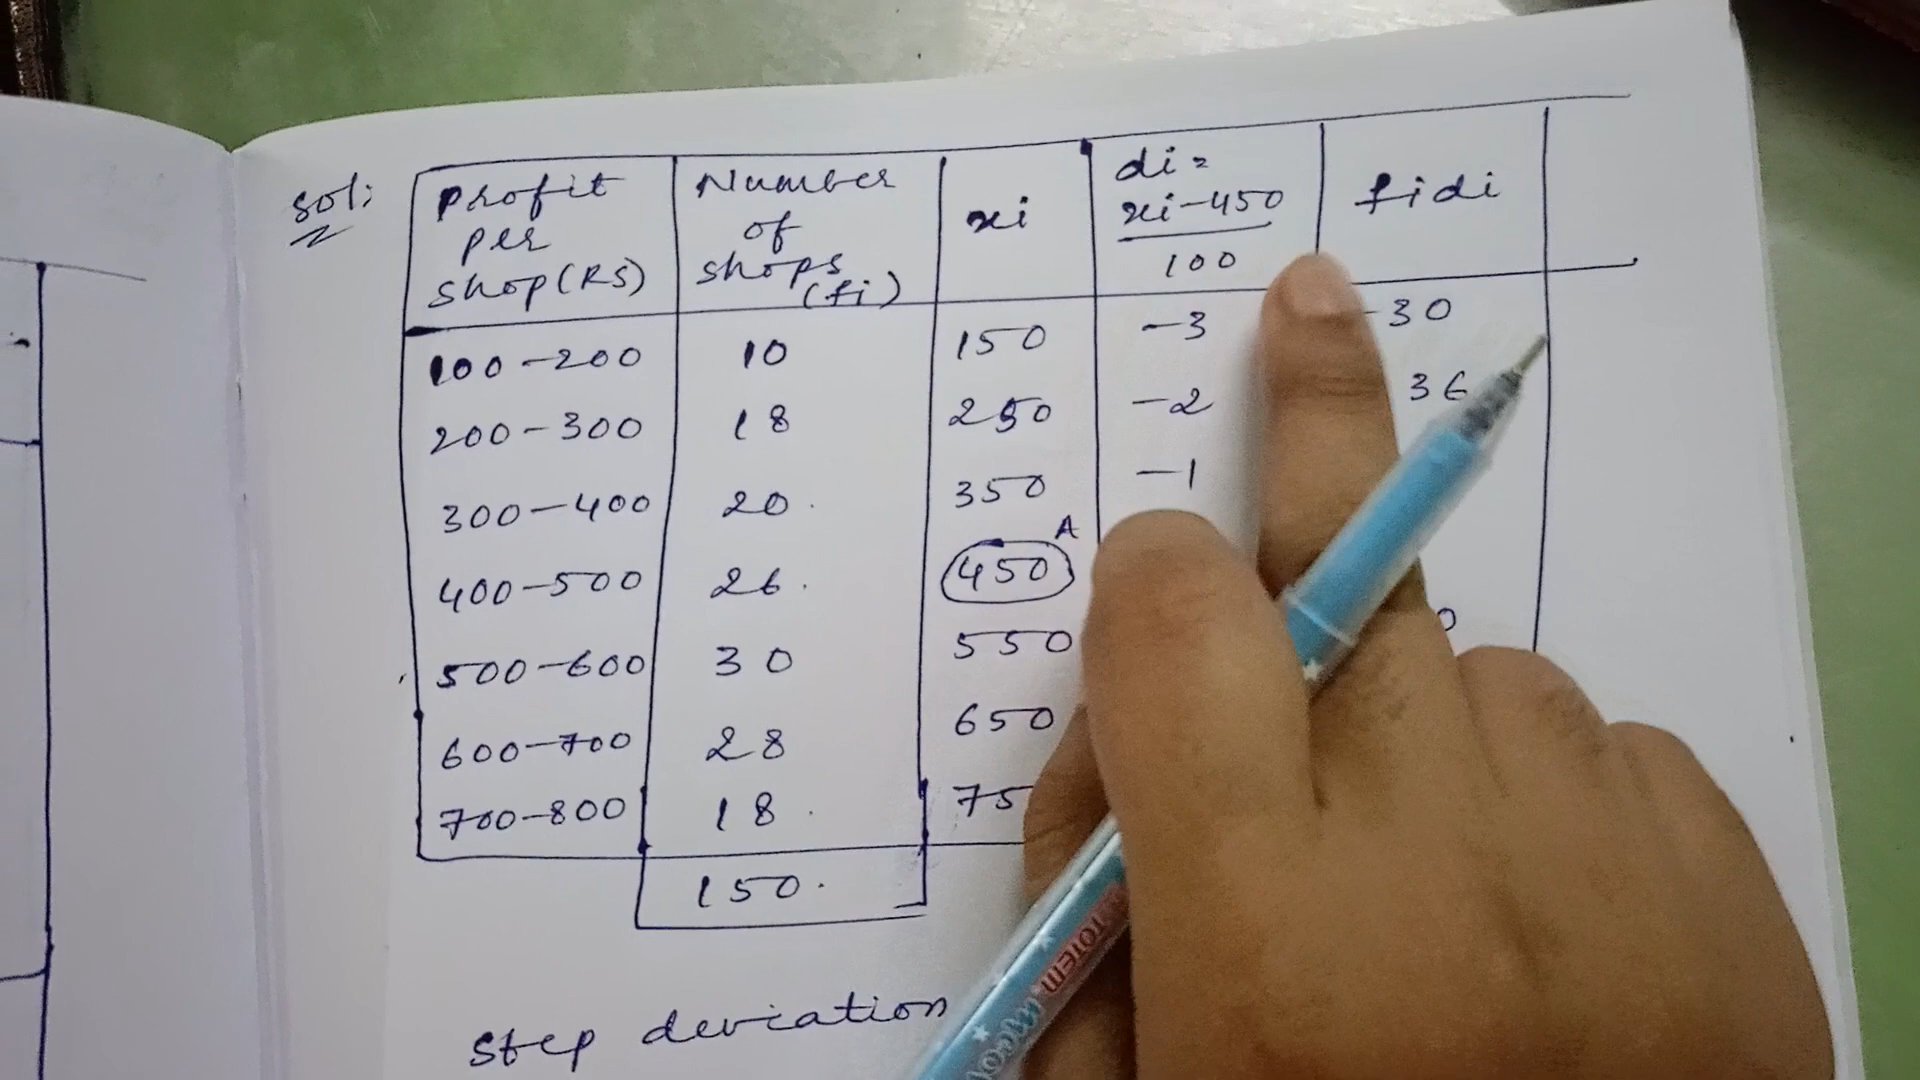 sol:
Profit per shop (RS) Number of shops (fi) xi di = xi-450 / 100 fidi
100-200 10 150 -3 -30
200-300 18 250 -2 36
300-400 20. 350 -1
400-500 26. 450 A
500-600 30 550
600-700 28 650
700-800 18. 75
150.
Step deviation
TOTEM